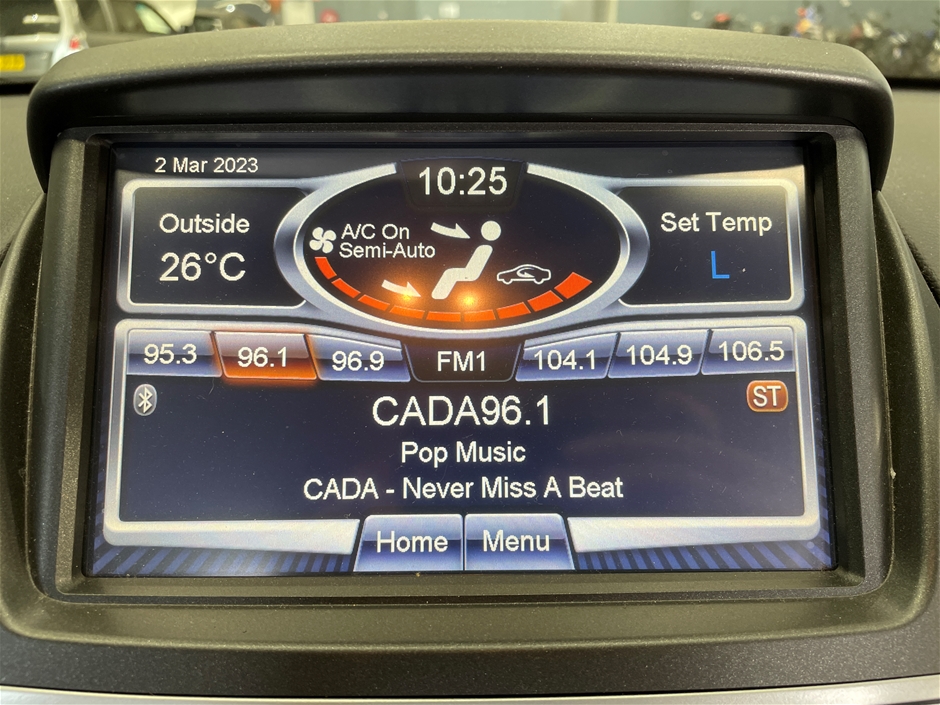 2 Mar 2023
10:25
Outside
26°C
A/C On
Semi-Auto
Set Temp
L
95.3 96.1 96.9 FM1 104.1 104.9 106.5
ST
CADA96.1
Pop Music
CADA - Never Miss A Beat
Home Menu